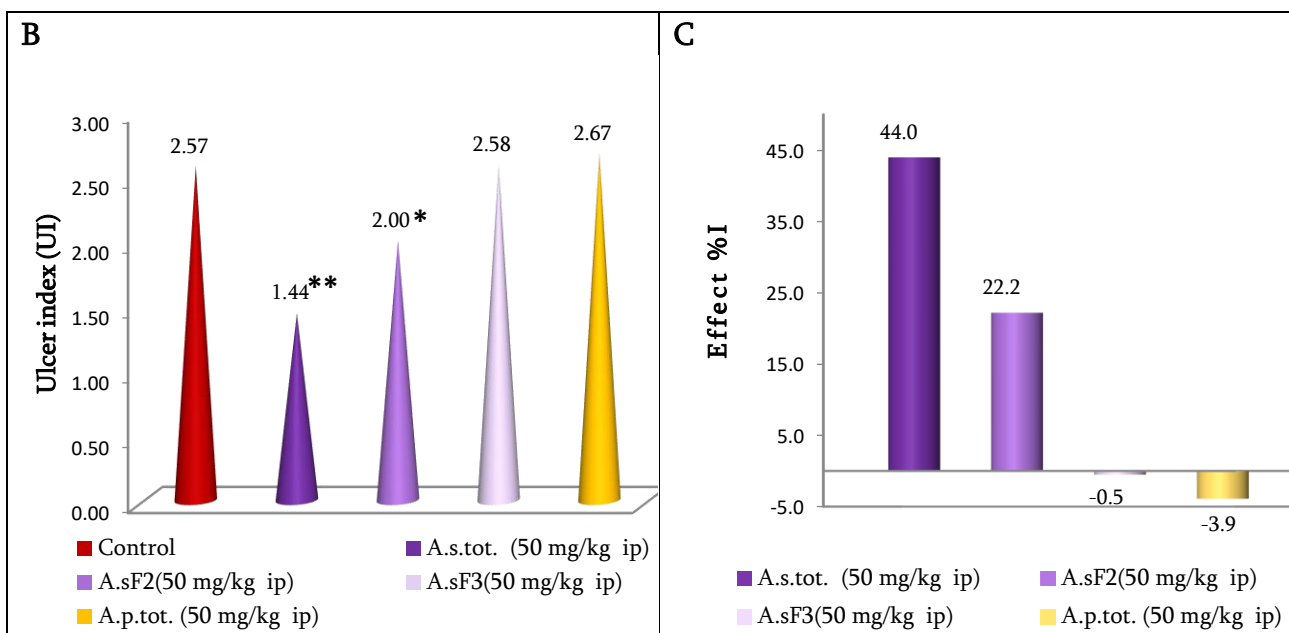 B
3.00
2.50
2.00
1.50
1.00
0.50
0.00
Ulcer index (UI)
2.57
1.44**
2.00 *
2.58
2.67
Control
A.s.tot. (50 mg/kg ip)
A.sF2(50 mg/kg ip)
A.sF3(50 mg/kg ip)
A.p.tot. (50 mg/kg ip)
C
45.0
35.0
25.0
15.0
5.0
-5.0
Effect %I
44.0
22.2
-0.5
-3.9
A.s.tot. (50 mg/kg ip)
A.sF2(50 mg/kg ip)
A.sF3(50 mg/kg ip)
A.p.tot. (50 mg/kg ip)